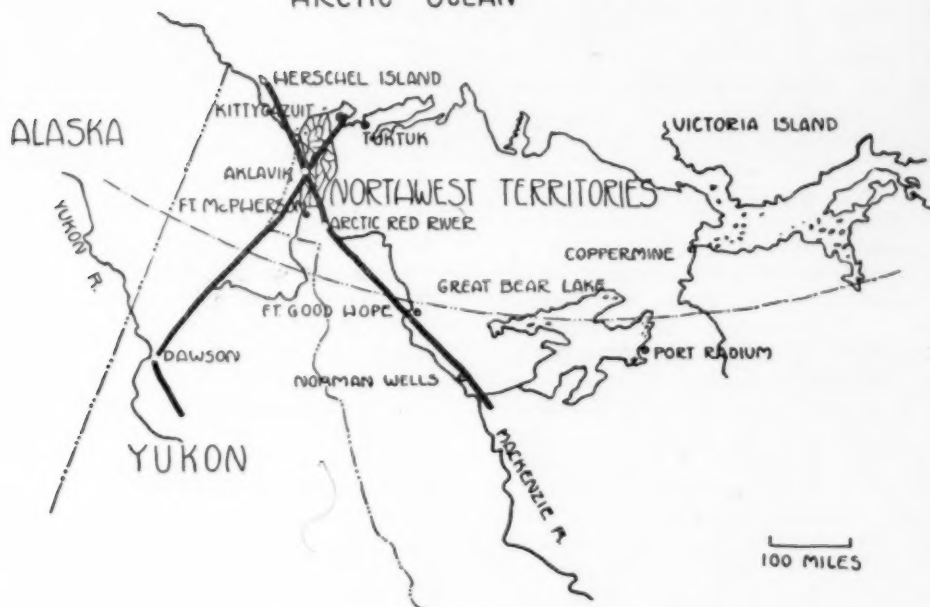 ARCTIC OCEAN
HERSCHEL ISLAND
KITTYGAZUIT
TUKTUK
VICTORIA ISLAND
ALASKA
AKLAVIK
NORTHWEST TERRITORIES
FT. McPHERSON
ARCTIC RED RIVER
YUKON R.
COPPERMINE
GREAT BEAR LAKE
FT. GOOD HOPE
DAWSON
PORT RADIUM
NORMAN WELLS
YUKON
MACKENZIE R.
100 MILES